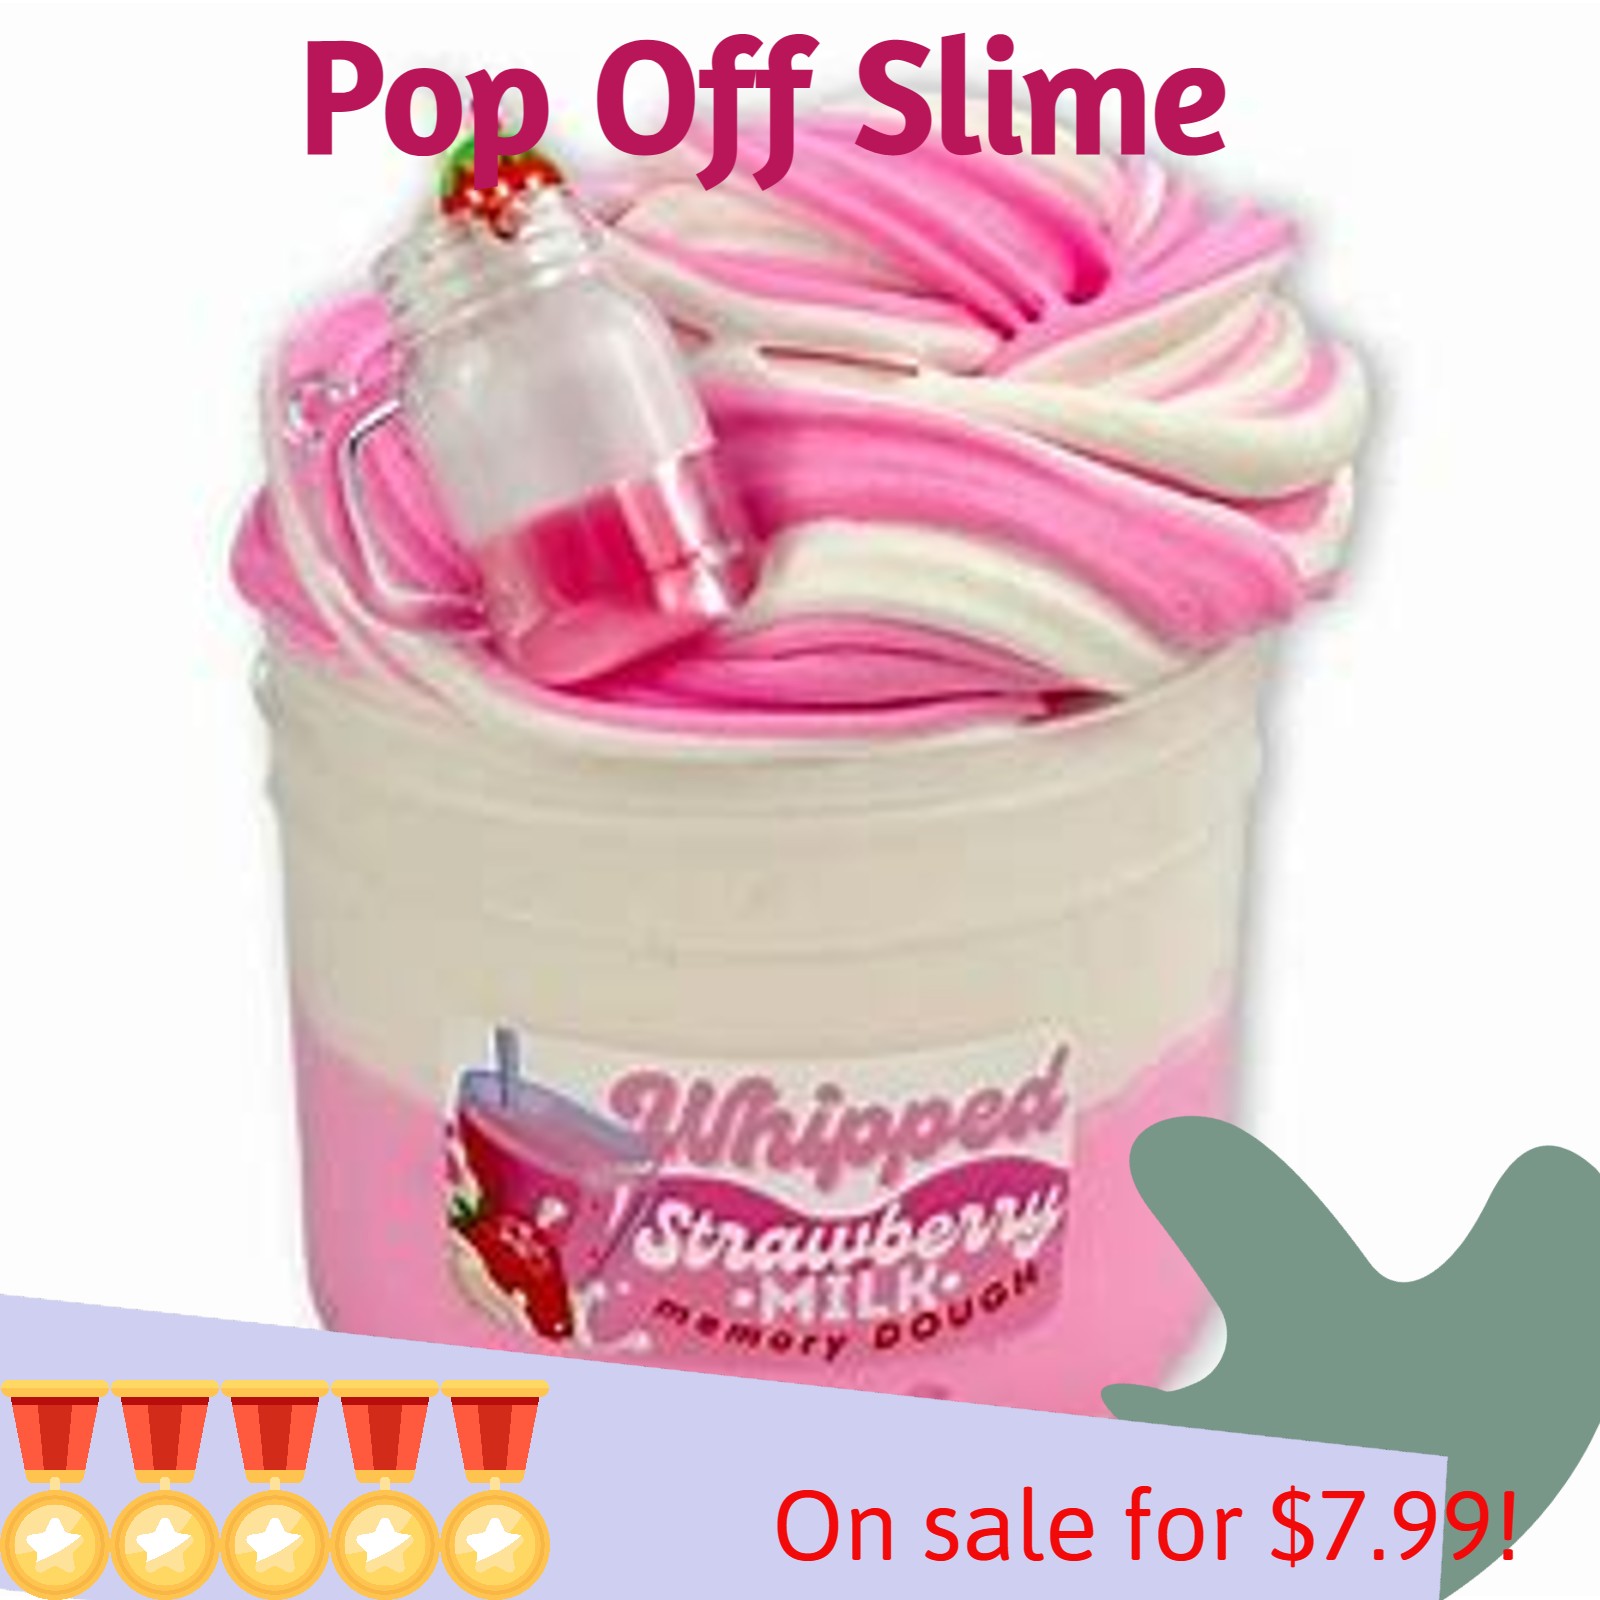 Pop Off Slime
Whipped
Strawberry
•MILK•
memory DOUGH
On sale for $7.99!